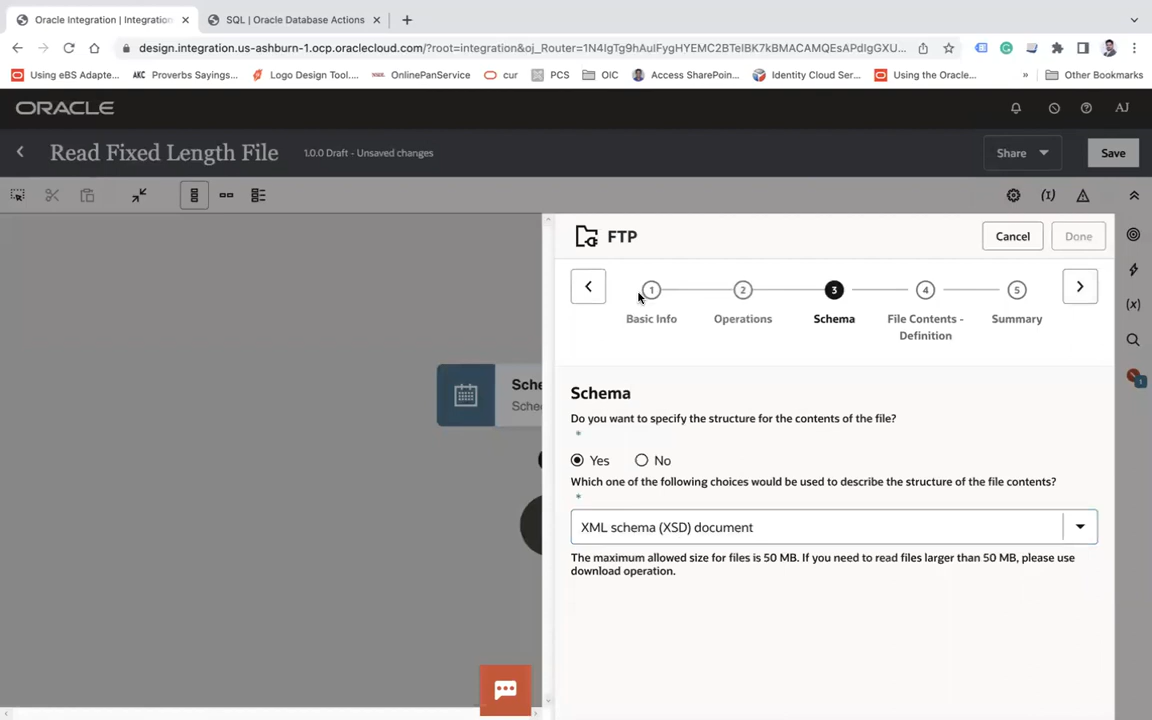 Oracle Integration | Integration
SQL | Oracle Database Actions
design.integration.us-ashburn-1.ocp.oraclecloud.com/?root=integration&oj_Router=1N4IgTg9hAuIFygHYEMC2BTelBK7kBMACAMQEsAPdIgGXU...
Using eBS Adapte...
Proverbs Sayings...
Logo Design Tool....
OnlinePanService
cur
PCS
OIC
Access SharePoin...
Identity Cloud Ser...
Using the Oracle...
»
Other Bookmarks
ORACLE
AJ
Read Fixed Length File
1.0.0 Draft - Unsaved changes
Share
Save
FTP
Cancel
Done
1
2
3
4
5
Basic Info
Operations
Schema
File Contents -
Definition
Summary
Sche
Sched
1
Schema
Do you want to specify the structure for the contents of the file?
*
Yes
No
Which one of the following choices would be used to describe the structure of the file contents?
*
XML schema (XSD) document
The maximum allowed size for files is 50 MB. If you need to read files larger than 50 MB, please use
download operation.